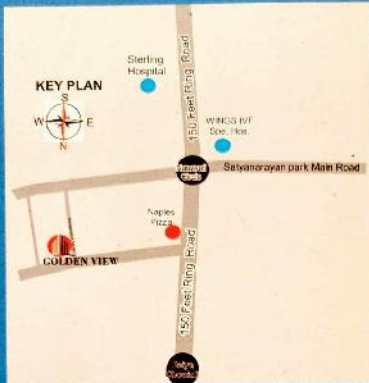 Sterling
Hospital
150 Feet Ring Road
KEY PLAN
S
W E
N
WINGS IVF
Spe. Hos.
Satyanarayan park Main Road
Naples
Pizza
GOLDEN VIEW
150 Feet Ring Road